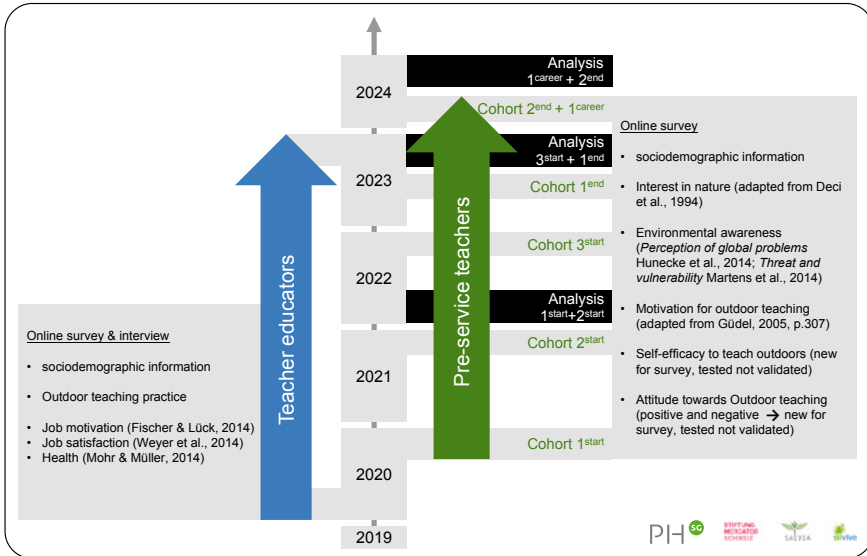 Analysis
1career + 2end
2024
Cohort 2end + 1career
Online survey
Analysis
3start + 1end
• sociodemographic information
2023
Cohort 1end
• Interest in nature (adapted from Deci
et al., 1994)
• Environmental awareness
(Perception of global problems
Hunecke et al., 2014; Threat and
vulnerability Martens et al., 2014)
Cohort 3start
2022
Analysis
1start+2start
• Motivation for outdoor teaching
(adapted from Güdel, 2005, p.307)
Cohort 2start
2021
• Self-efficacy to teach outdoors (new
for survey, tested not validated)
• Attitude towards Outdoor teaching
(positive and negative → new for
survey, tested not validated)
Cohort 1start
2020
2019
Teacher educators
Pre-service teachers
Online survey & interview
• sociodemographic information
• Outdoor teaching practice
• Job motivation (Fischer & Lück, 2014)
• Job satisfaction (Weyer et al., 2014)
• Health (Mohr & Müller, 2014)
PH SG
STIFTUNG
MERCATOR
SCHWEIZ
SALVIA
silviva